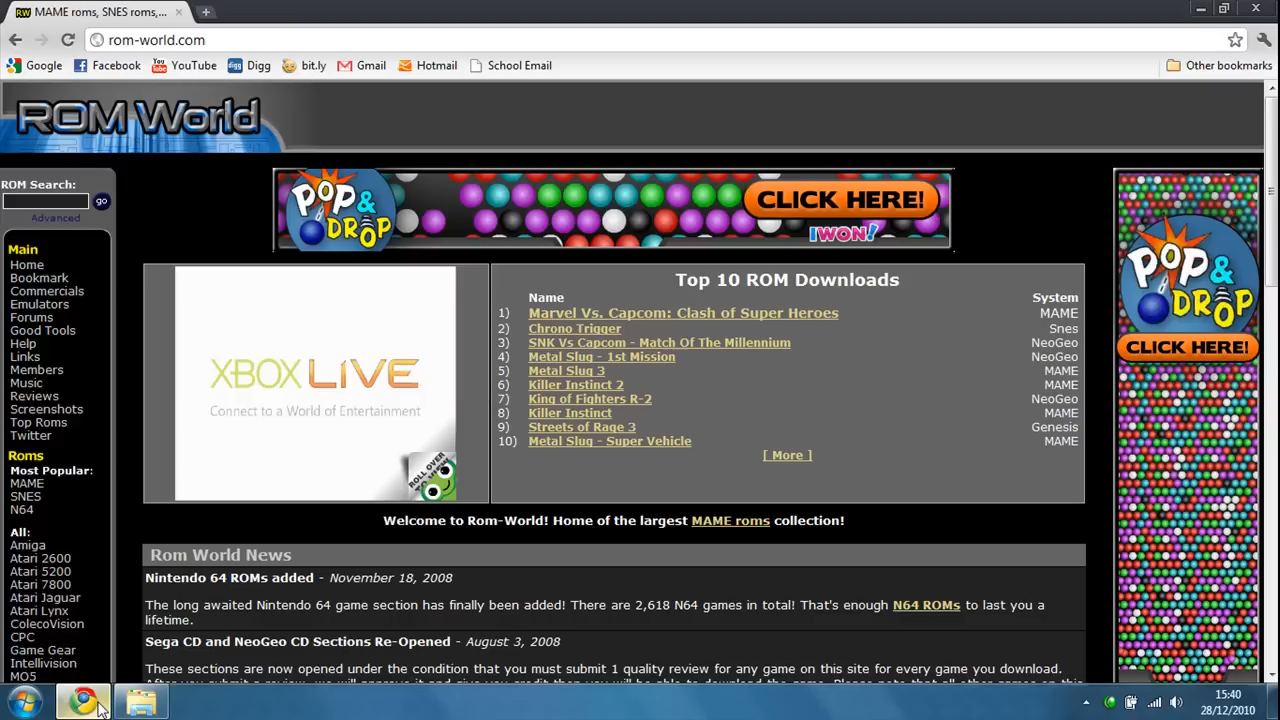 RW MAME roms, SNES roms,...
rom-world.com
Google Facebook You Tube YouTube digg Digg bit.ly Gmail Hotmail School Email Other bookmarks
ROM World
ROM Search:
go
Advanced
Main
Home
Bookmark
Commercials
Emulators
Forums
Good Tools
Help
Links
Members
Music
Reviews
Screenshots
Top Roms
Twitter
Roms
Most Popular:
MAME
SNES
N64
All:
Amiga
Atari 2600
Atari 5200
Atari 7800
Atari Jaguar
Atari Lynx
ColecoVision
CPC
Game Gear
Intellivision
MO5
POP & DROP
CLICK HERE!
IWON!
XBOX LIVE
Connect to a World of Entertainment
ROLL OVER
Top 10 ROM Downloads
Name System
1) Marvel Vs. Capcom: Clash of Super Heroes MAME
2) Chrono Trigger Snes
3) SNK Vs Capcom - Match Of The Millennium NeoGeo
4) Metal Slug - 1st Mission NeoGeo
5) Metal Slug 3 MAME
6) Killer Instinct 2 MAME
7) King of Fighters R-2 NeoGeo
8) Killer Instinct MAME
9) Streets of Rage 3 Genesis
10) Metal Slug - Super Vehicle MAME
[ More ]
Welcome to Rom-World! Home of the largest MAME roms collection!
Rom World News
Nintendo 64 ROMs added - November 18, 2008
The long awaited Nintendo 64 game section has finally been added! There are 2,618 N64 games in total! That's enough N64 ROMs to last you a
lifetime.
Sega CD and NeoGeo CD Sections Re-Opened - August 3, 2008
These sections are now opened under the condition that you must submit 1 quality review for any game on this site for every game you download.
POP & DROP
CLICK HERE!
15:40
28/12/2010